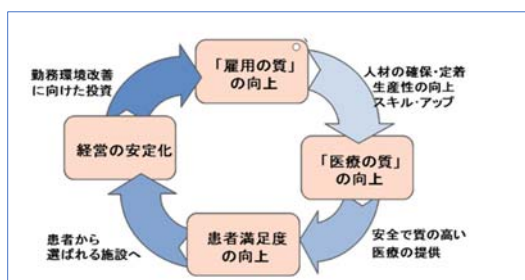 「雇用の質」
の向上
人材の確保・定着
生産性の向上
スキル・アップ
「医療の質」
の向上
安全で質の高い
医療の提供
患者満足度
の向上
患者から
選ばれる施設へ
経営の安定化
勤務環境改善
に向けた投資